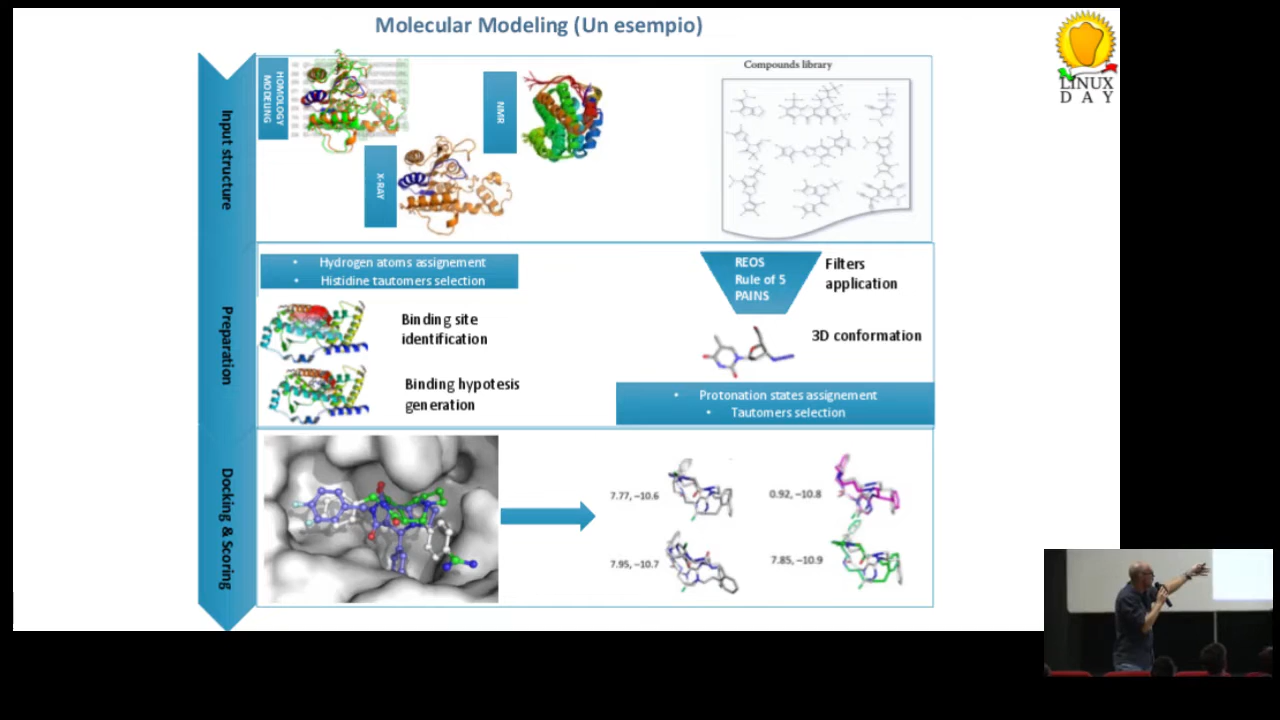 Molecular Modeling (Un esempio)
LINUX
DAY
Input structure
HOMOLOGY
MODELING
X-RAY
NMR
Compounds library
Preparation
• Hydrogen atoms assignement
• Histidine tautomers selection
Binding site
identification
Binding hypotesis
generation
REOS
Rule of 5
PAINS
Filters
application
3D conformation
• Protonation states assignement
• Tautomers selection
Docking & Scoring
7.77, −10.6
0.92, −10.8
7.95, −10.7
7.85, −10.9